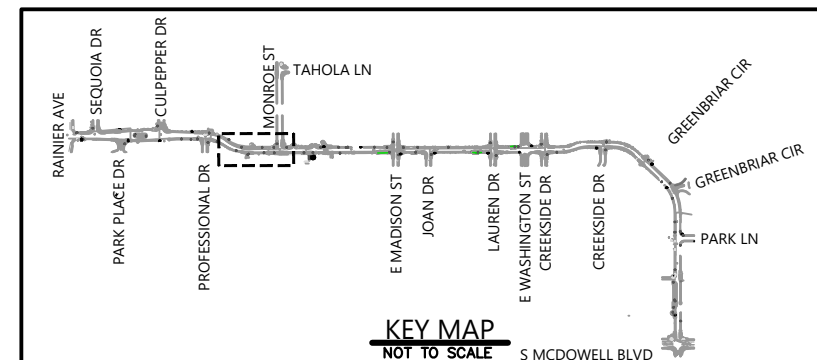 RAINIER AVE
SEQUOIA DR
CULPEPPER DR
MONROE ST
TAHOLA LN
PARK PLACE DR
PROFESSIONAL DR
E MADISON ST
JOAN DR
LAUREN DR
E WASHINGTON ST
CREEKSIDE DR
CREEKSIDE DR
GREENBRIAR CIR
GREENBRIAR CIR
PARK LN
S MCDOWELL BLVD
KEY MAP
NOT TO SCALE